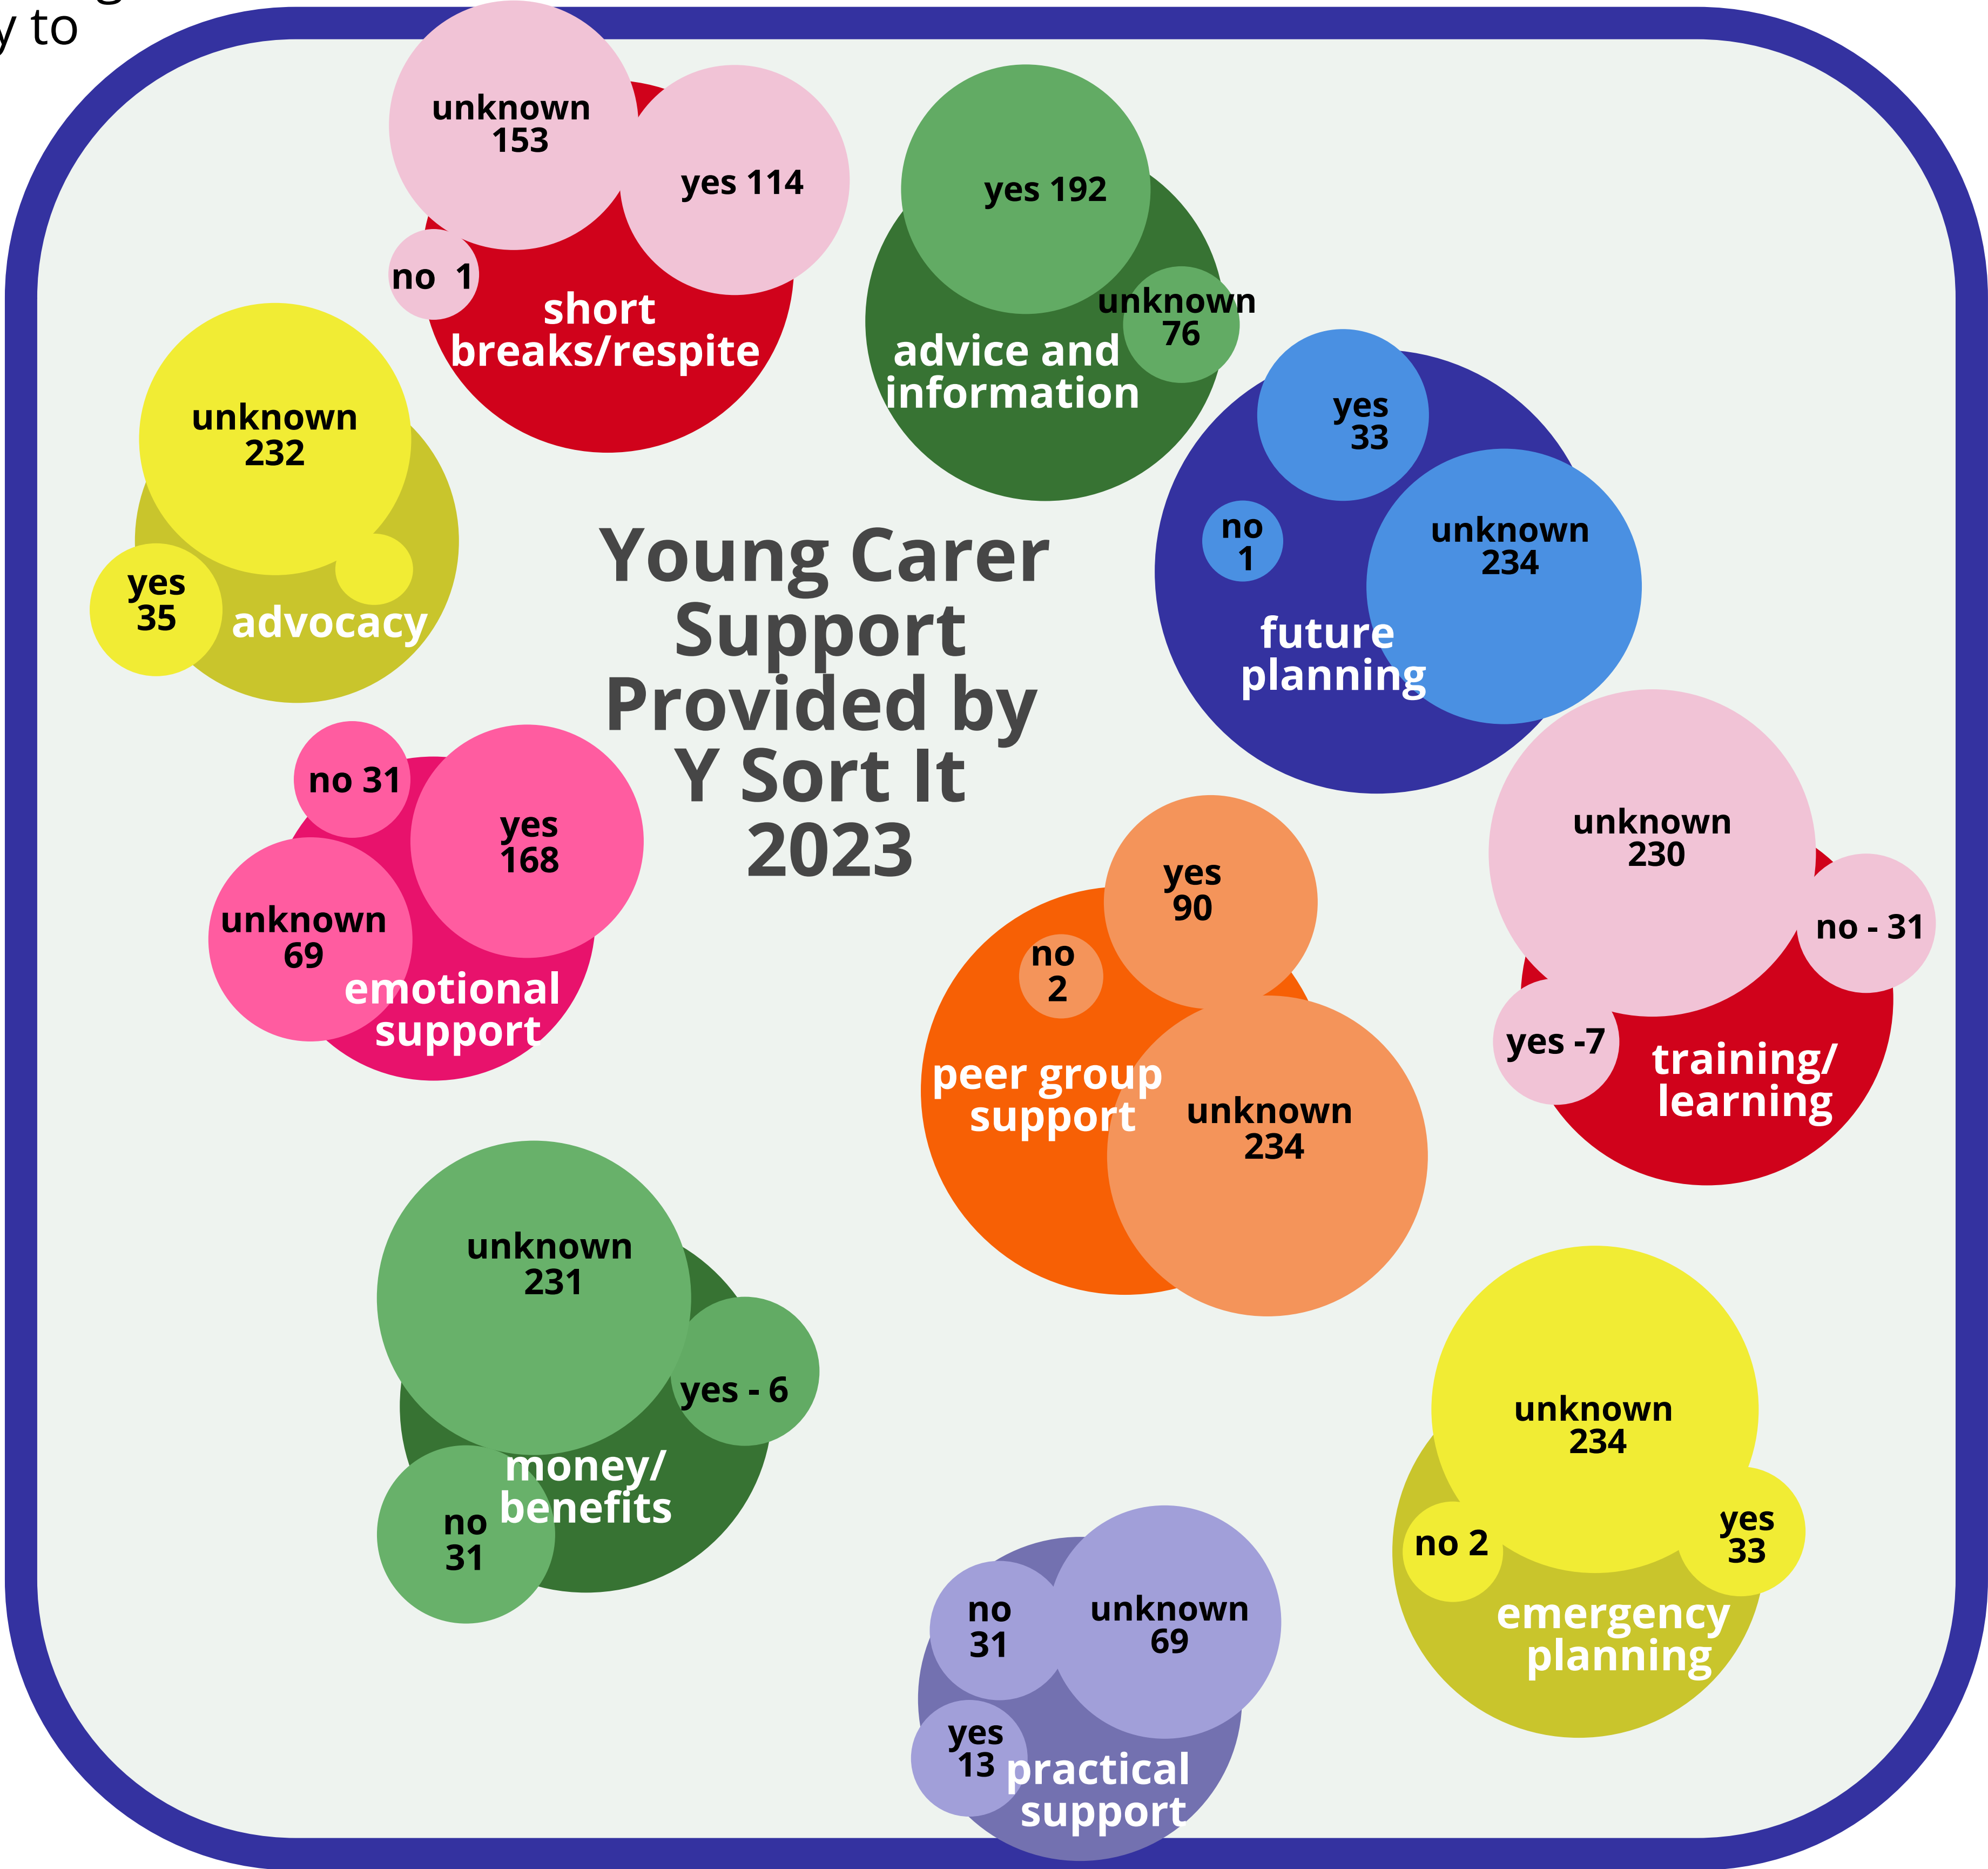 y to
unknown
153
yes 114
no 1
short
breaks/respite
yes 192
unknown
76
advice and
information
yes
33
no
1
unknown
234
future
planning
unknown
232
yes
35
advocacy
Young Carer
Support
Provided by
Y Sort It
2023
no 31
yes
168
unknown
69
emotional
support
yes
90
no
2
peer group
support
unknown
234
unknown
230
no - 31
yes -7
training/
learning
unknown
231
yes - 6
money/
benefits
no
31
unknown
234
no 2
yes
33
emergency
planning
no
31
unknown
69
yes
13
practical
support